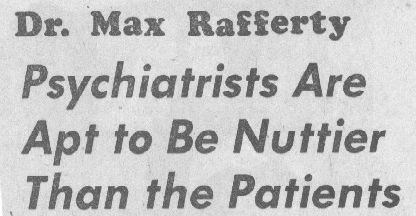 Dr. Max Rafferty
Psychiatrists Are
Apt to Be Nuttier
Than the Patients